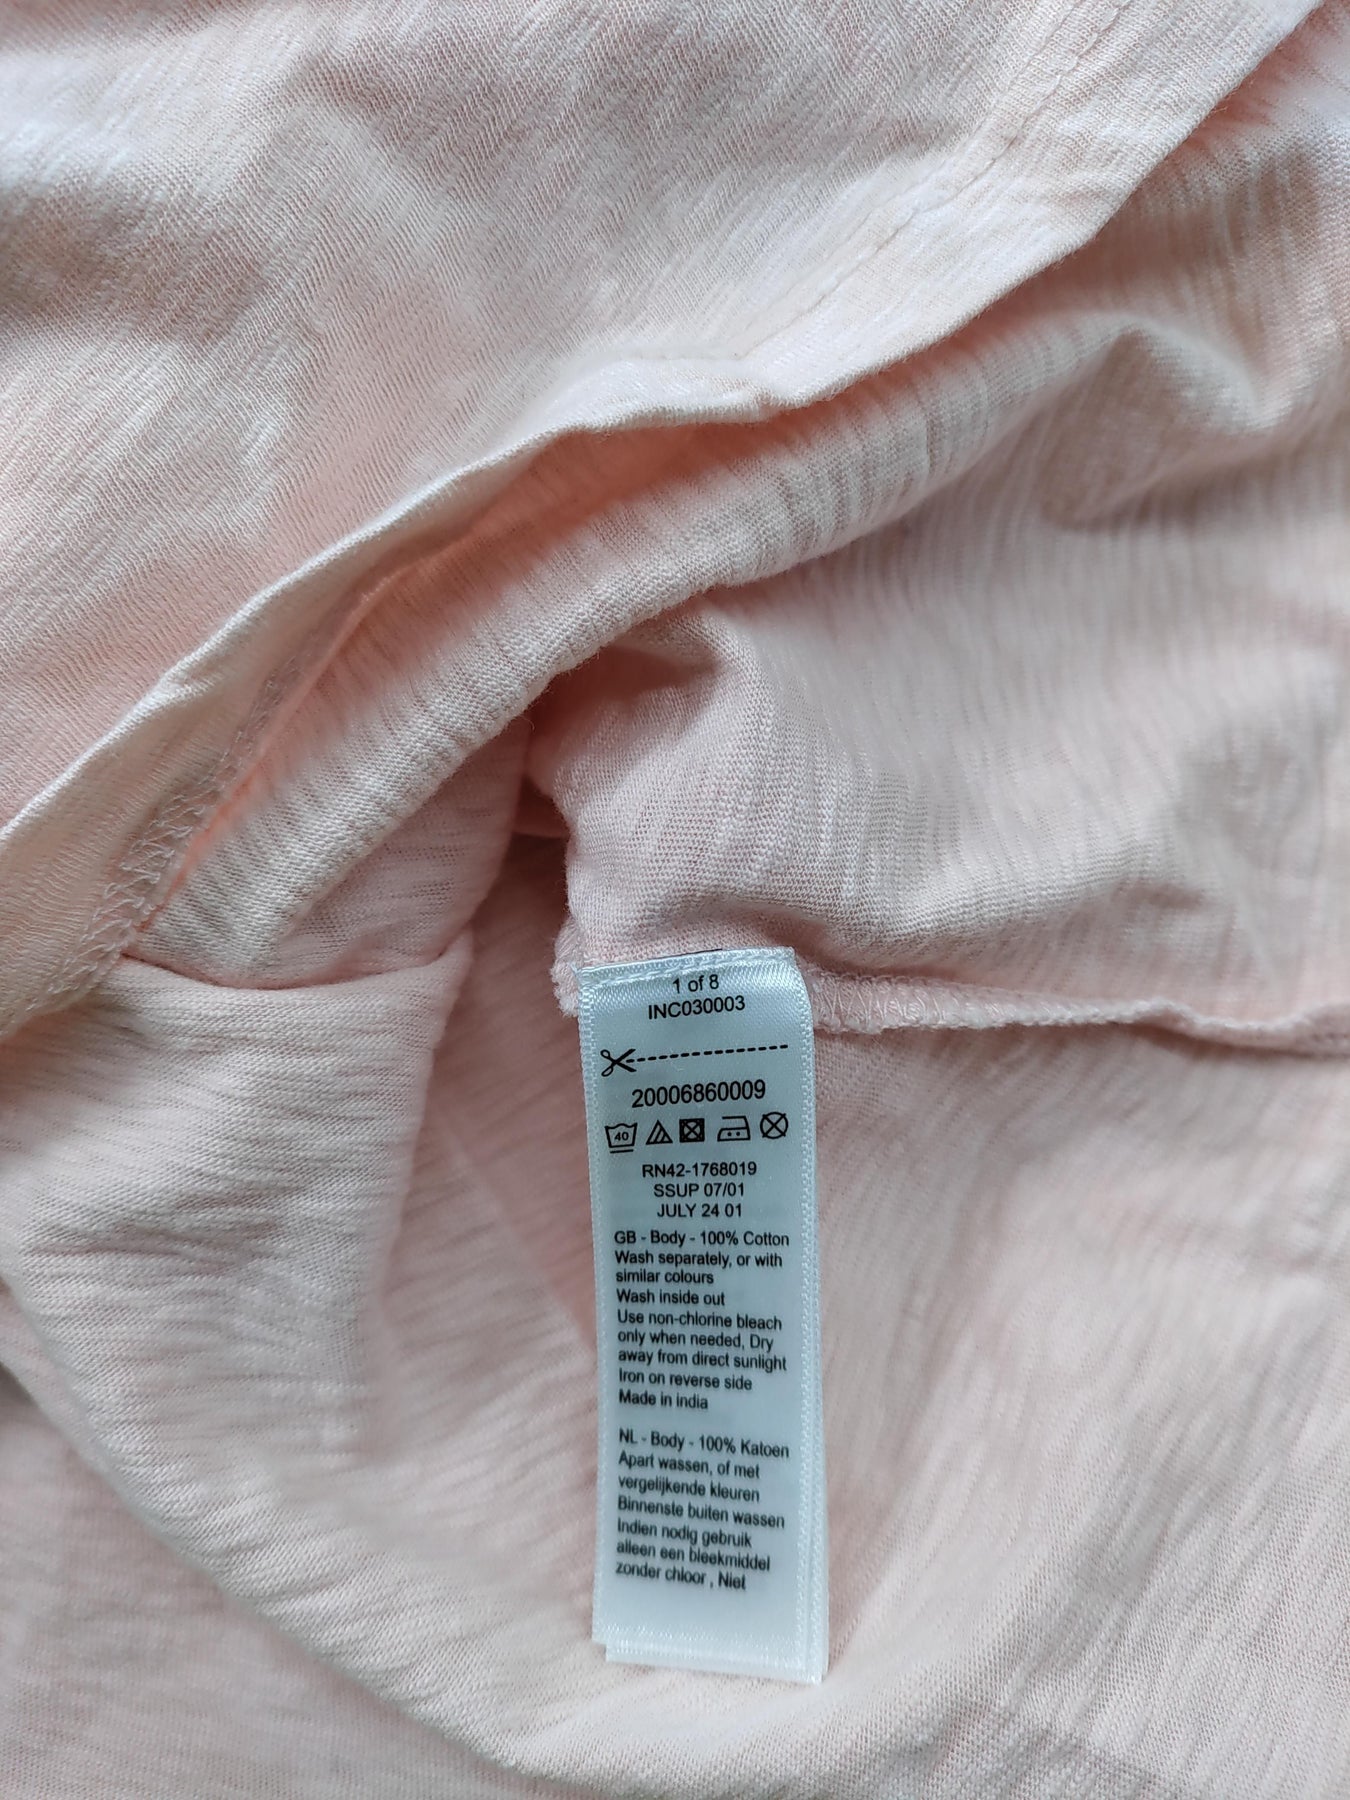 1 of 8
INC030003
20006860009
40
RN42-1768019
SSUP 07/01
JULY 24 01
GB - Body - 100% Cotton
Wash separately, or with
similar colours
Wash inside out
Use non-chlorine bleach
only when needed, Dry
away from direct sunlight
Iron on reverse side
Made in india
NL - Body - 100% Katoen
Apart wassen, of met
vergelijkende kleuren
Binnenste buiten wassen
Indien nodig gebruik
alleen een bleekmiddel
zonder chloor , Niet